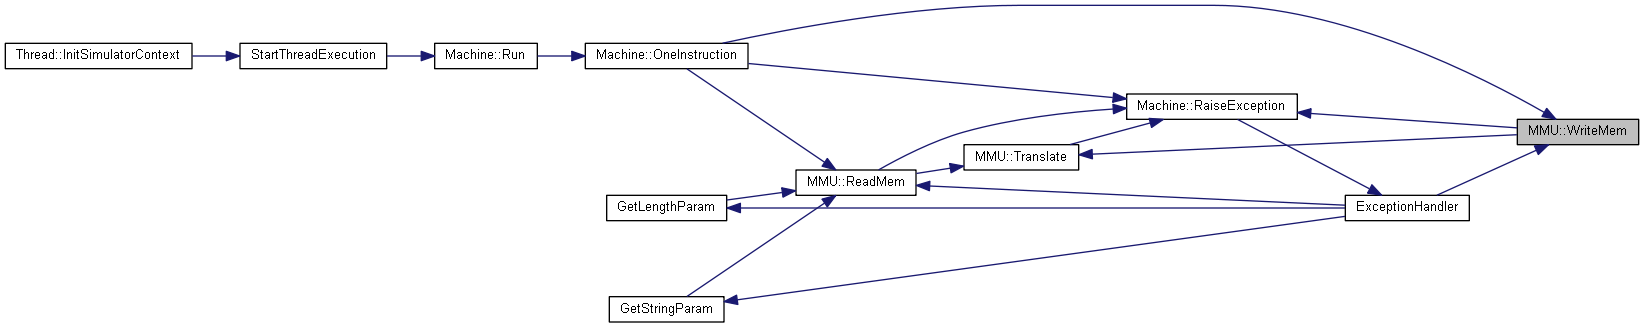 Thread::InitSimulatorContext
StartThreadExecution
Machine::Run
Machine::OneInstruction
Machine::RaiseException
MMU::WriteMem
MMU::Translate
MMU::ReadMem
GetLengthParam
ExceptionHandler
GetStringParam